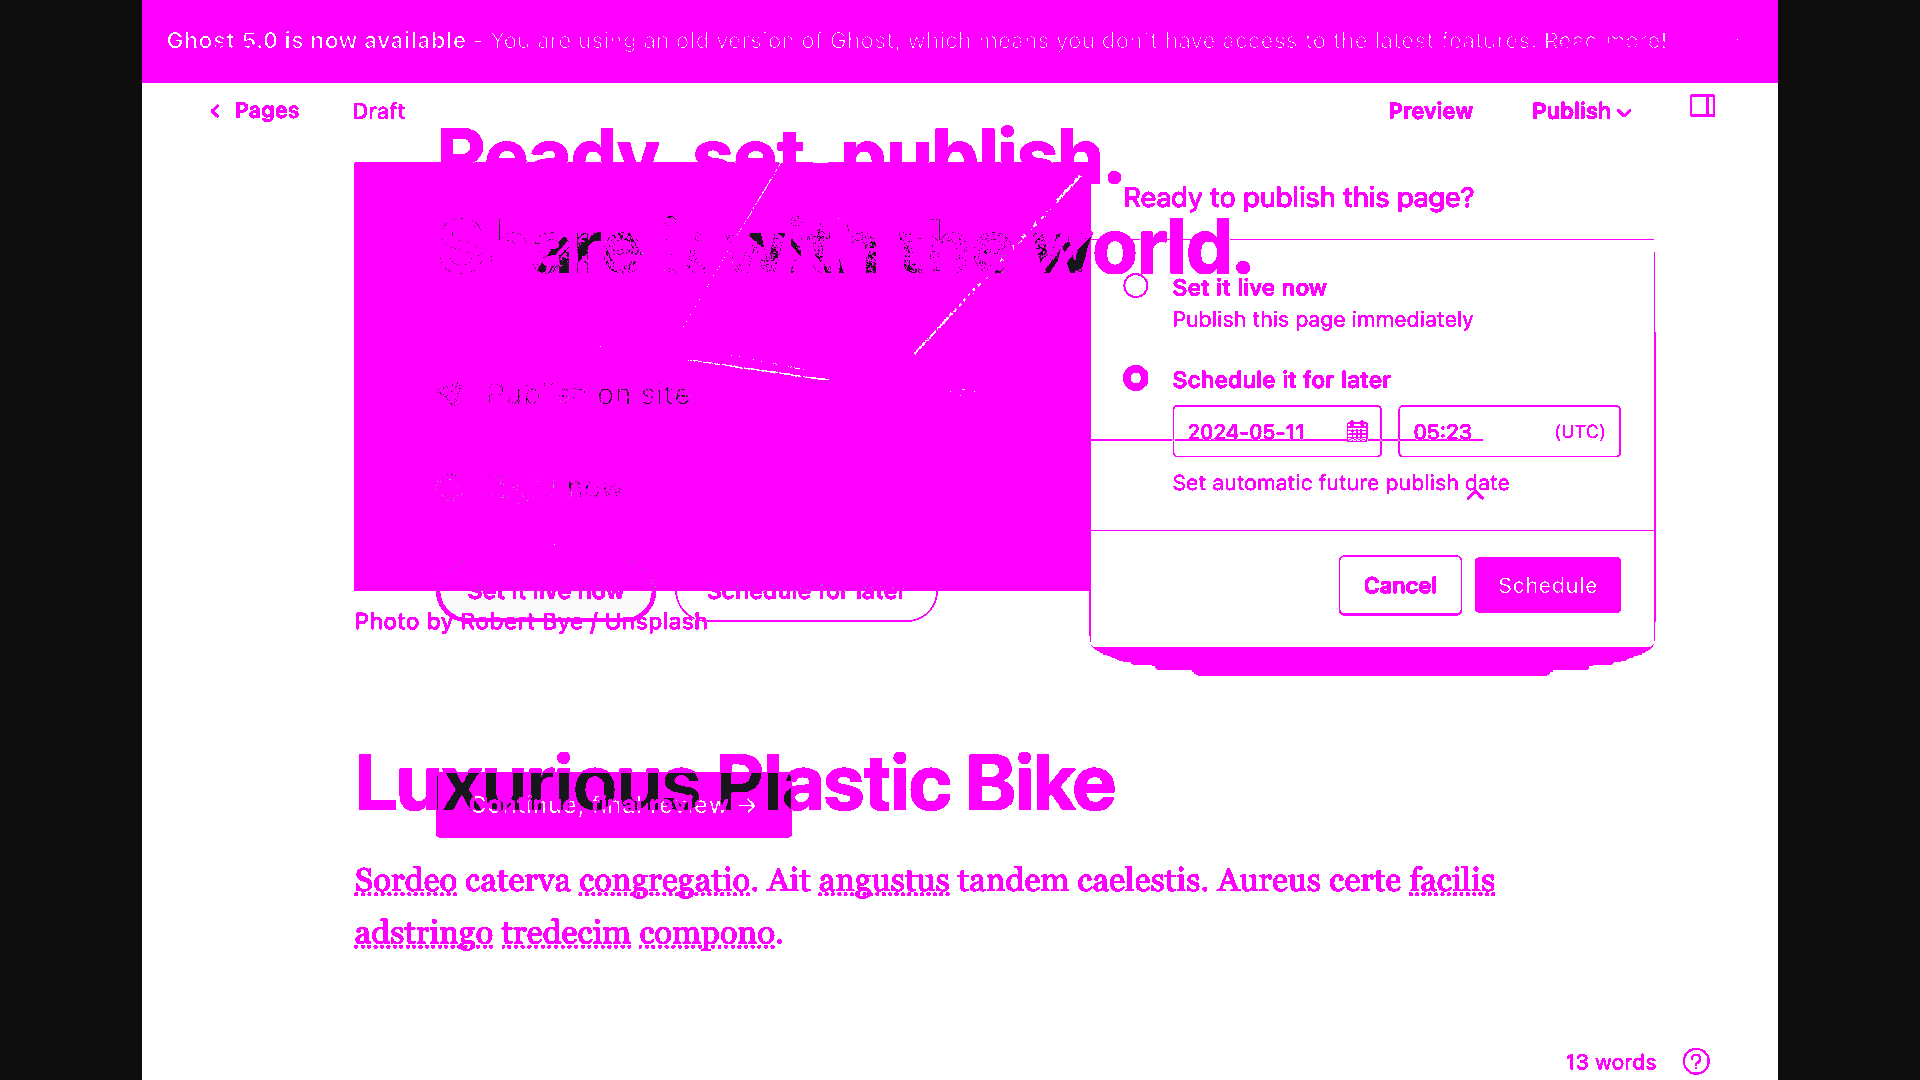 Ghost 5.0 is now available - You are using an old version of Ghost, which means you don't have access to the latest features. Read more!
Pages Draft Preview Publish
Ready, set, publish.
Ready to publish this page?
Share it with the world.
Set it live now
Publish this page immediately
Schedule it for later
Publish on site
2024-05-11 05:23 (UTC)
Set automatic future publish date
Set it live now Schedule for later
Cancel Schedule
Photo by Robert Bye / Unsplash
Luxurious Plastic Bike
Continue, final review →
Sordeo caterva congregatio. Ait angustus tandem caelestis. Aureus certe facilis
adstringo tredecim compono.
13 words